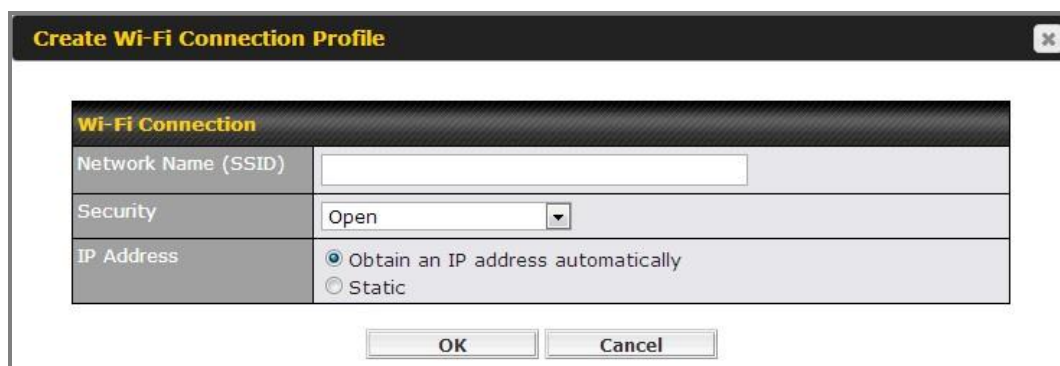 Create Wi-Fi Connection Profile
Wi-Fi Connection
Network Name (SSID)
Security
Open
IP Address
Obtain an IP address automatically
Static
OK
Cancel